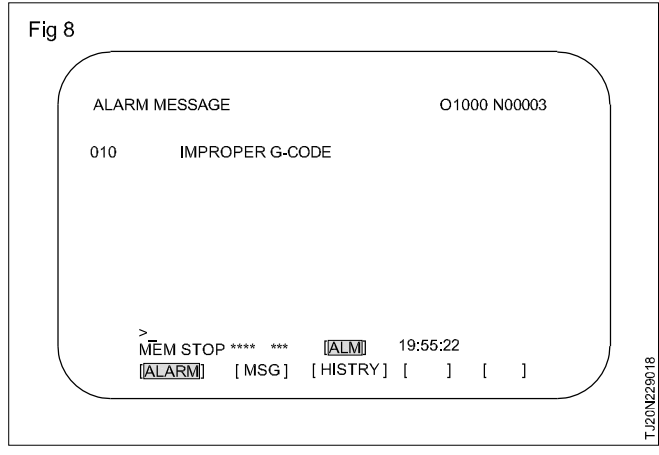 Fig 8
ALARM MESSAGE O1000 N00003
010 IMPROPER G-CODE
>_
MEM STOP **** *** [ALM] 19:55:22
[ALARM] [ MSG ] [ HISTRY ] [ ] [ ]
TJ20N229018